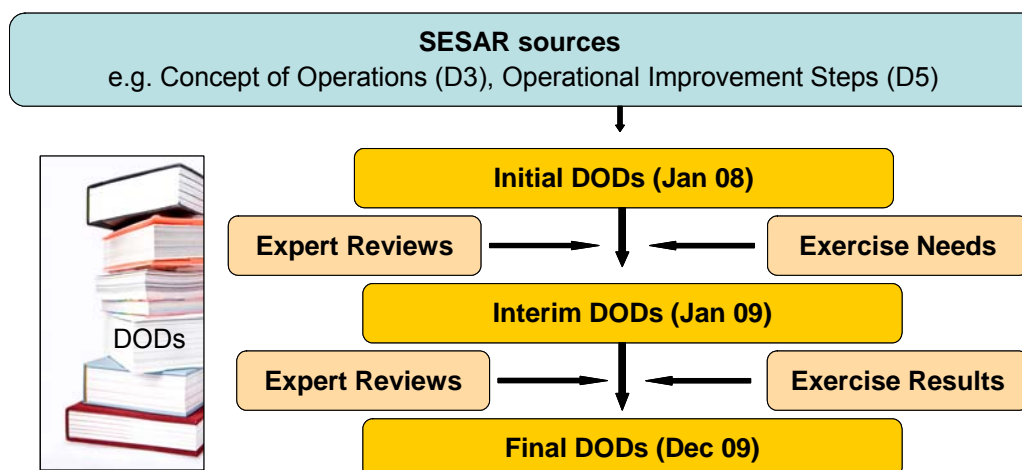 SESAR sources
e.g. Concept of Operations (D3), Operational Improvement Steps (D5)
Initial DODs (Jan 08)
Expert Reviews
Exercise Needs
Interim DODs (Jan 09)
DODs
Expert Reviews
Exercise Results
Final DODs (Dec 09)